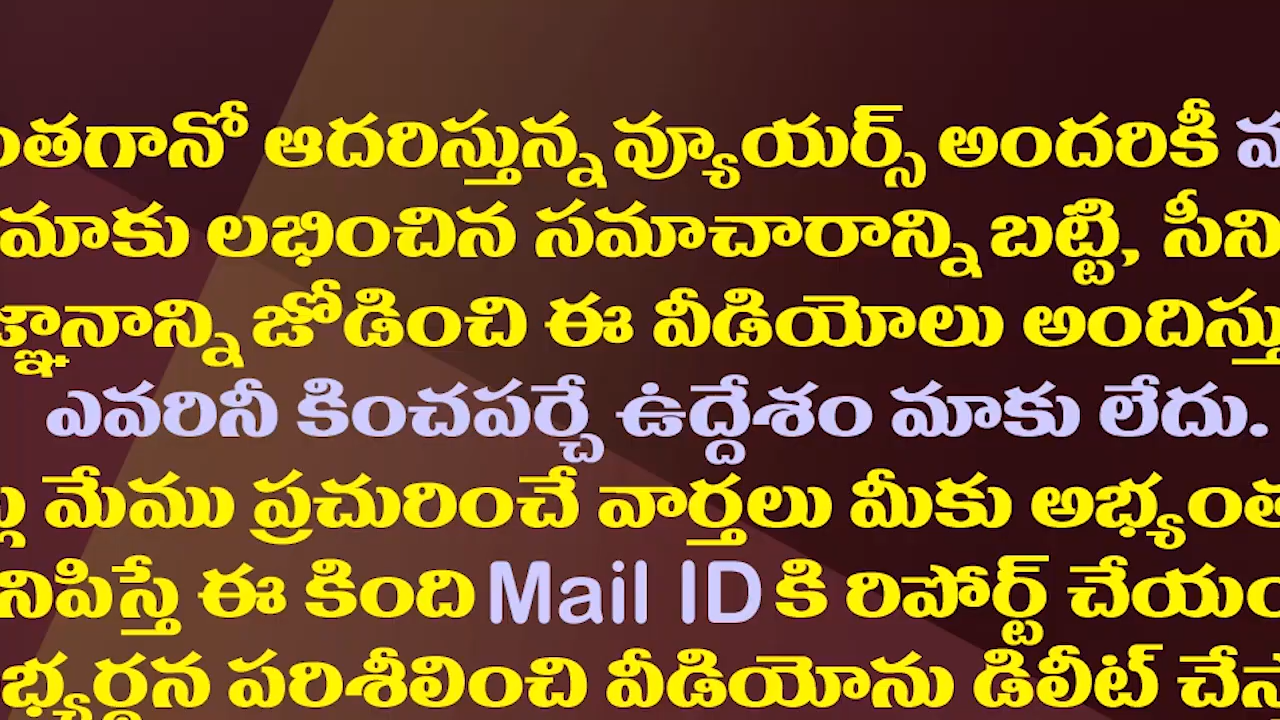 ంతగానో ఆదరిస్తున్న వ్యూయర్స్ అందరికీ
మాకు లభించిన సమాచారాన్ని బట్టి, సీని
జ్ఞానాన్ని జోడించి ఈ వీడియోలు అందిస్తు
ఎవరినీ కించపర్చే ఉద్దేశం మాకు లేదు.
మేము ప్రచురించే వార్తలు మీకు అభ్యంత
నిపిస్తే ఈ కింది Mail ID కి రిపోర్ట్ చేయం
భ్యర్థన పరిశీలించి వీడియోను డిలీట్ చేస